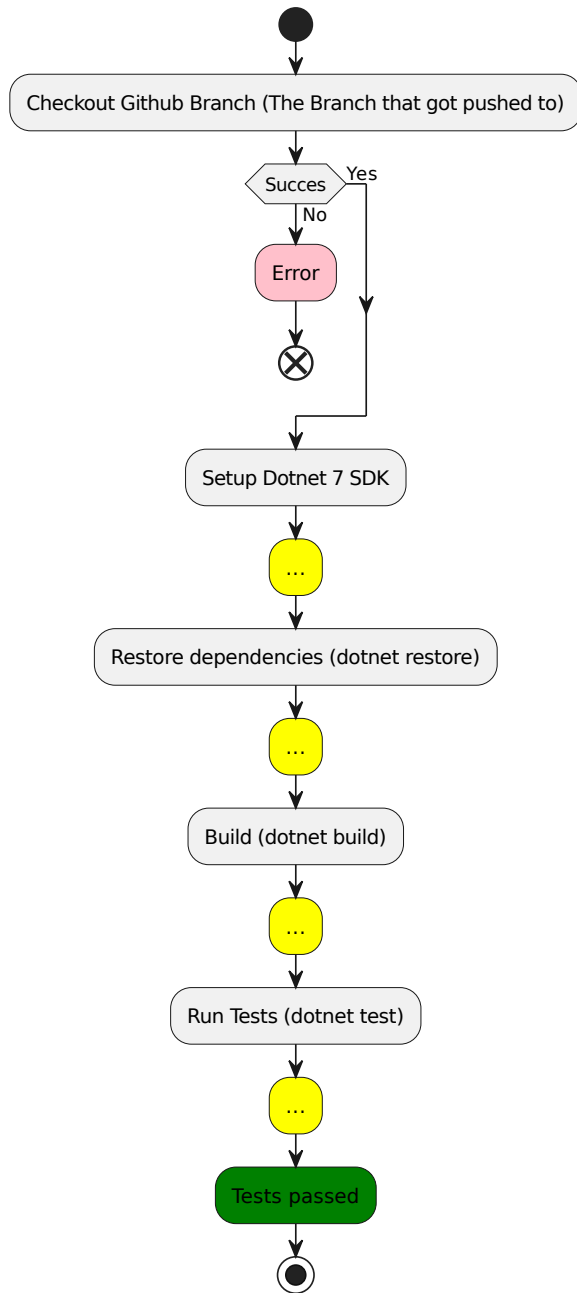 Checkout Github Branch (The Branch that got pushed to)
Succes
Yes
No
Error
Setup Dotnet 7 SDK
...
Restore dependencies (dotnet restore)
...
Build (dotnet build)
...
Run Tests (dotnet test)
...
Tests passed